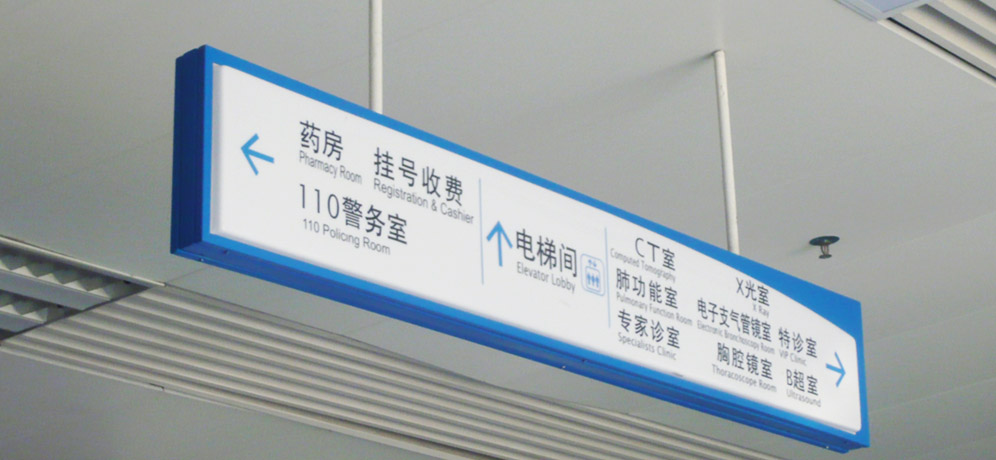 药房
Pharmacy Room
挂号收费
Registration & Cashier
110警务室
110 Policing Room
电梯间
Elevator Lobby
CT室
Computed Tomography
肺功能室
Pulmonary Function Room
专家诊室
Specialists Clinic
X光室
X Ray
电子支气管镜室
Electronic Bronchoscopy Room
胸腔镜室
Thoracoscope Room
特诊室
VIP Clinic
B超室
Ultrasound